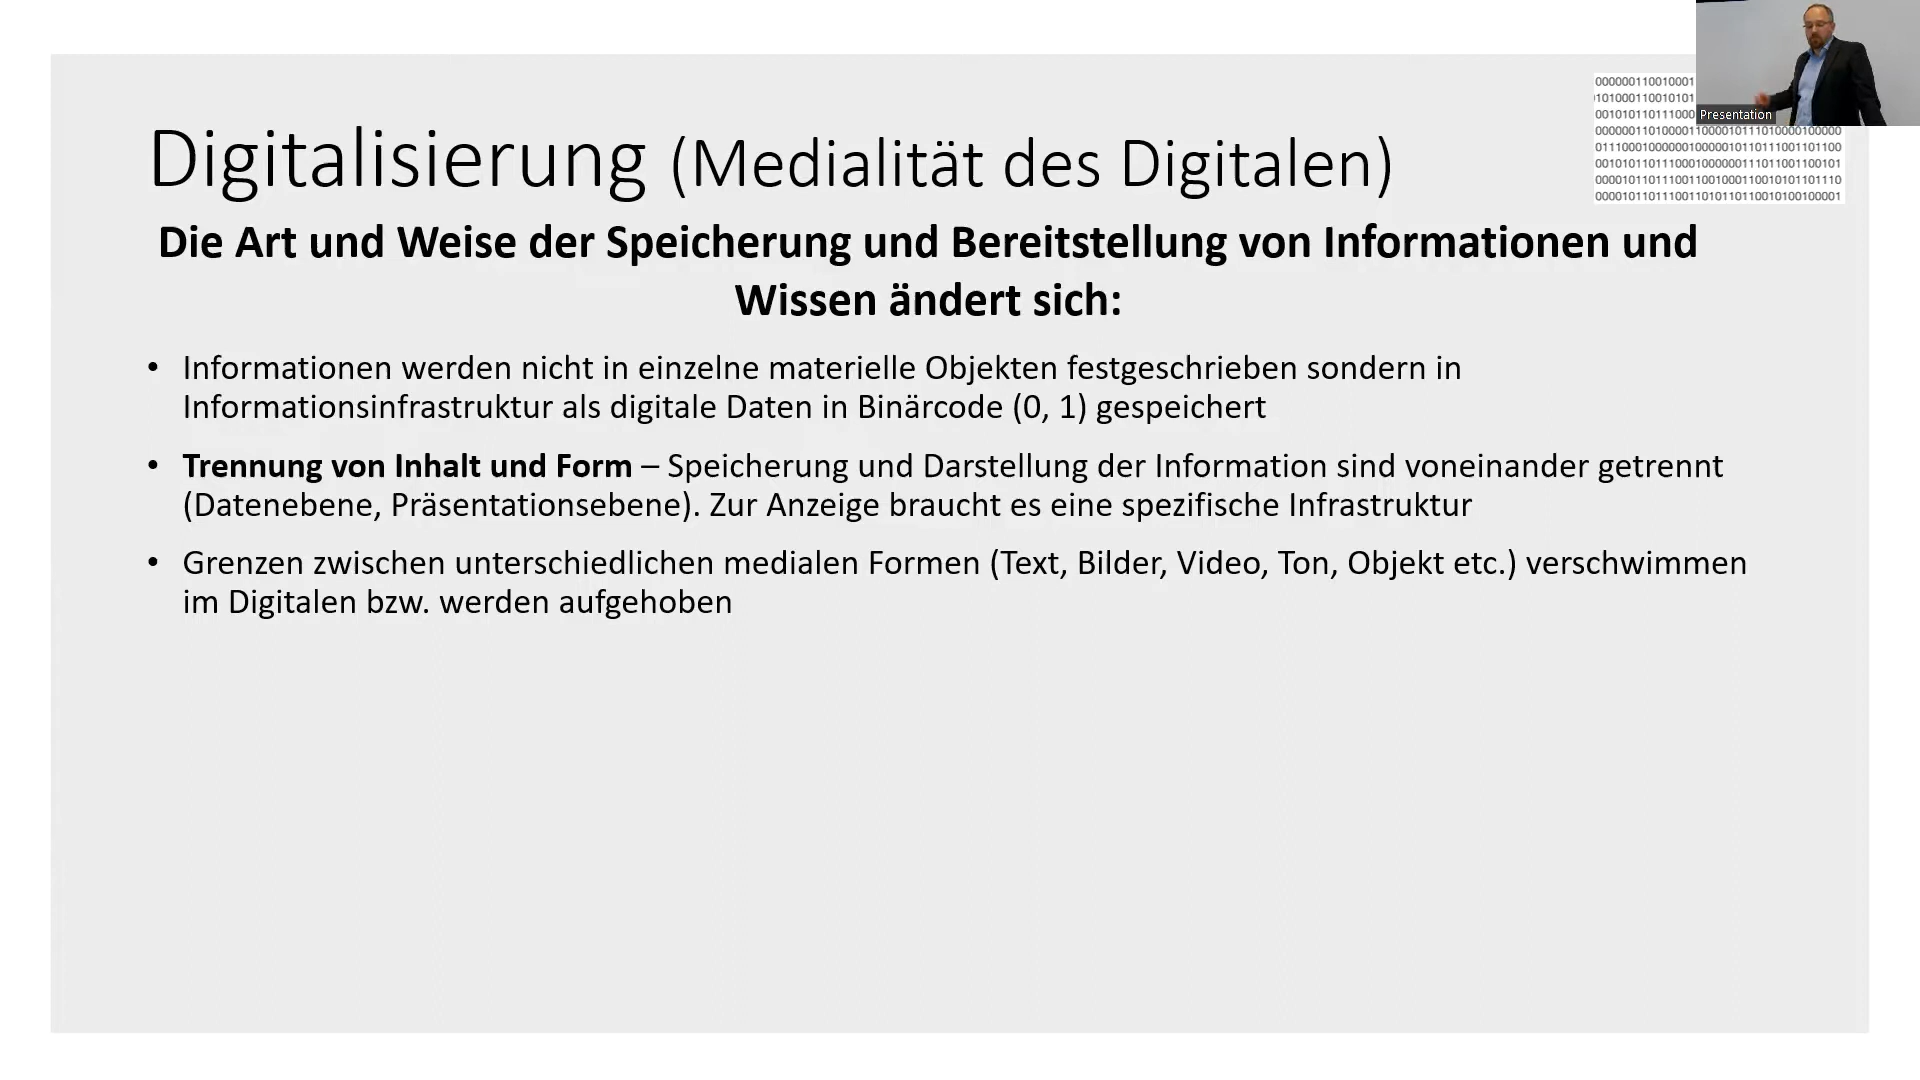 Digitalisierung (Medialität des Digitalen)
Die Art und Weise der Speicherung und Bereitstellung von Informationen und
Wissen ändert sich:
• Informationen werden nicht in einzelne materielle Objekten festgeschrieben sondern in
Informationsinfrastruktur als digitale Daten in Binärcode (0, 1) gespeichert
• Trennung von Inhalt und Form – Speicherung und Darstellung der Information sind voneinander getrennt
(Datenebene, Präsentationsebene). Zur Anzeige braucht es eine spezifische Infrastruktur
• Grenzen zwischen unterschiedlichen medialen Formen (Text, Bilder, Video, Ton, Objekt etc.) verschwimmen
im Digitalen bzw. werden aufgehoben
Presentation